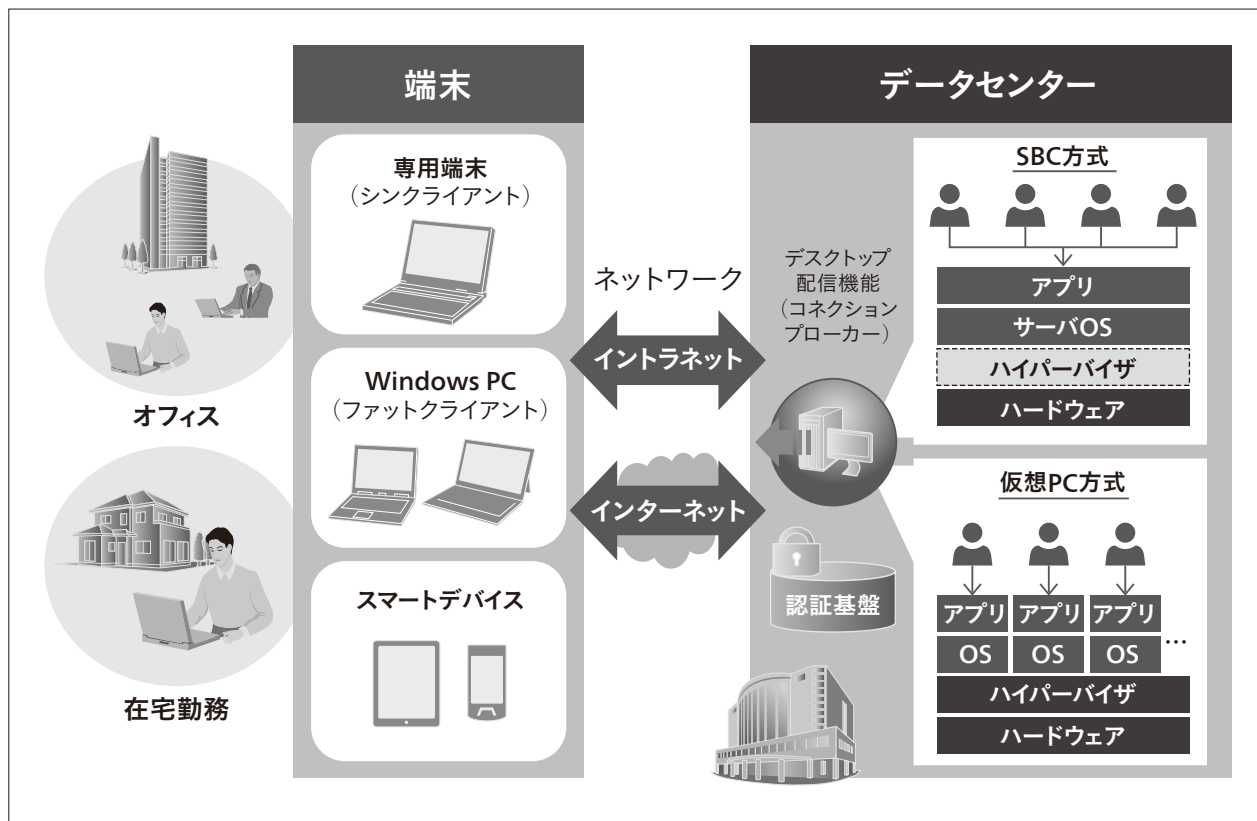 端末
データセンター
オフィス
在宅勤務
専用端末
（シンクライアント）
Windows PC
（ファットクライアント）
スマートデバイス
ネットワーク
イントラネット
インターネット
デスクトップ
配信機能
（コネクション
ブローカー）
認証基盤
SBC方式
アプリ
サーバOS
ハイパーバイザ
ハードウェア
仮想PC方式
アプリ アプリ アプリ
OS OS OS …
ハイパーバイザ
ハードウェア